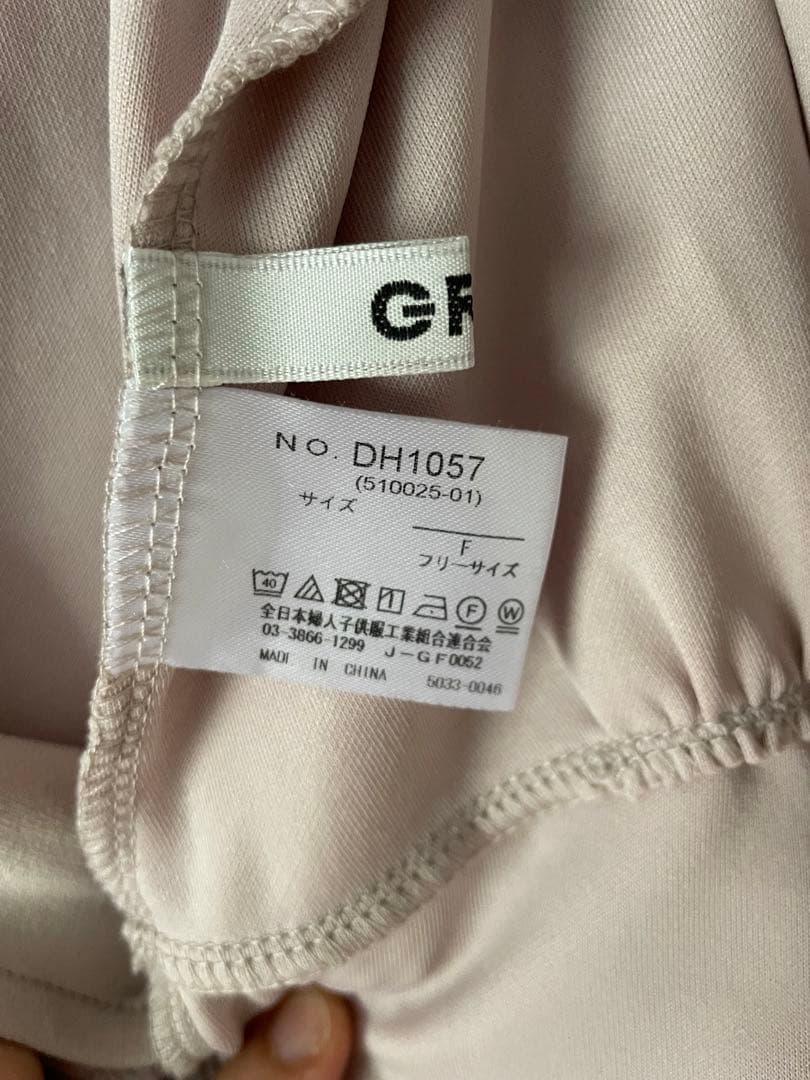 GR
NO. DH1057
(510025-01)
サイズ
F
フリーサイズ
40
F
W
全日本婦人子供服工業組合連合会
03-3866-1299 J-GF0052
MADE IN CHINA 5033-0046